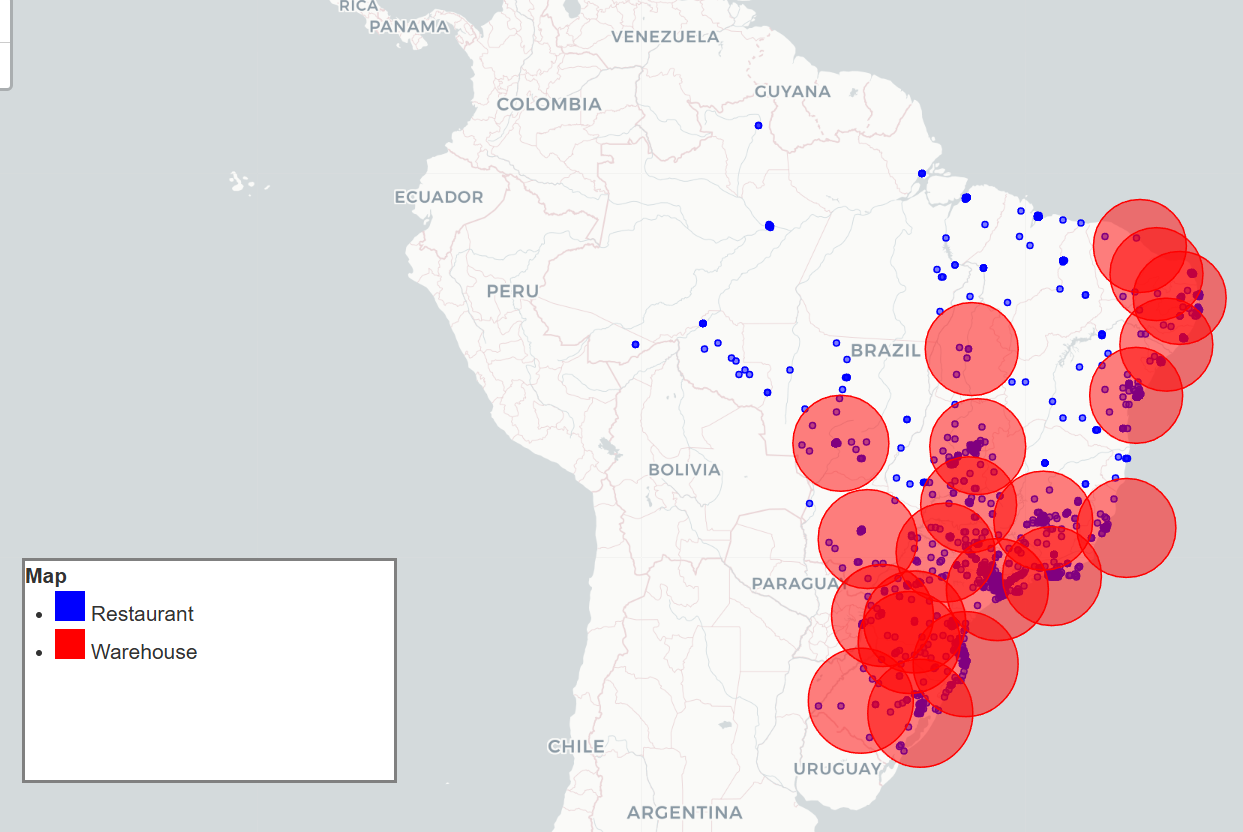 RICA
PANAMA
VENEZUELA
GUYANA
COLOMBIA
ECUADOR
PERU
BRAZIL
BOLIVIA
PARAGUA
Map
Restaurant
Warehouse
CHILE
URUGUAY
ARGENTINA